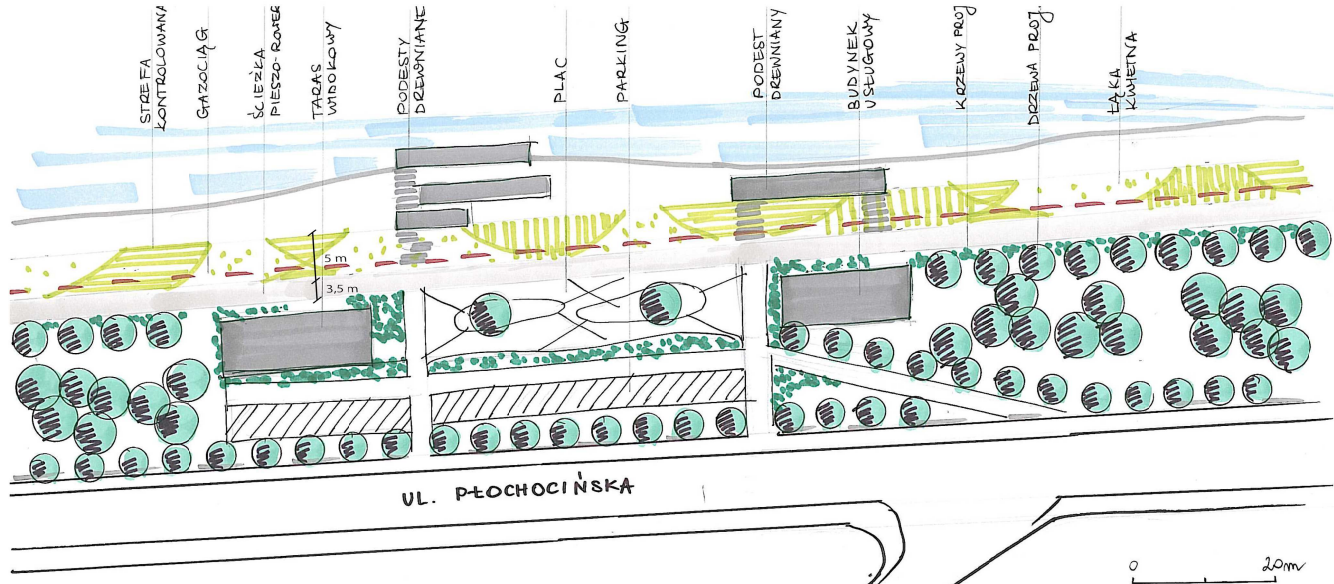 STREFA
KONTROLOWANA
GAZOCIĄG
ŚCIEŻKA
PIESZO-ROWER
TARAS
WIDOKOWY
PODESTY
DREWNIANE
PLAC
PARKING
PODEST
DREWNIANY
BUDYNEK
USŁUGOWY
KRZEWY PROJ
DRZEWA PROJ
ŁĄKA
KWIETNA
5 m
3,5 m
UL. PŁOCHOCIŃSKA
0 20m